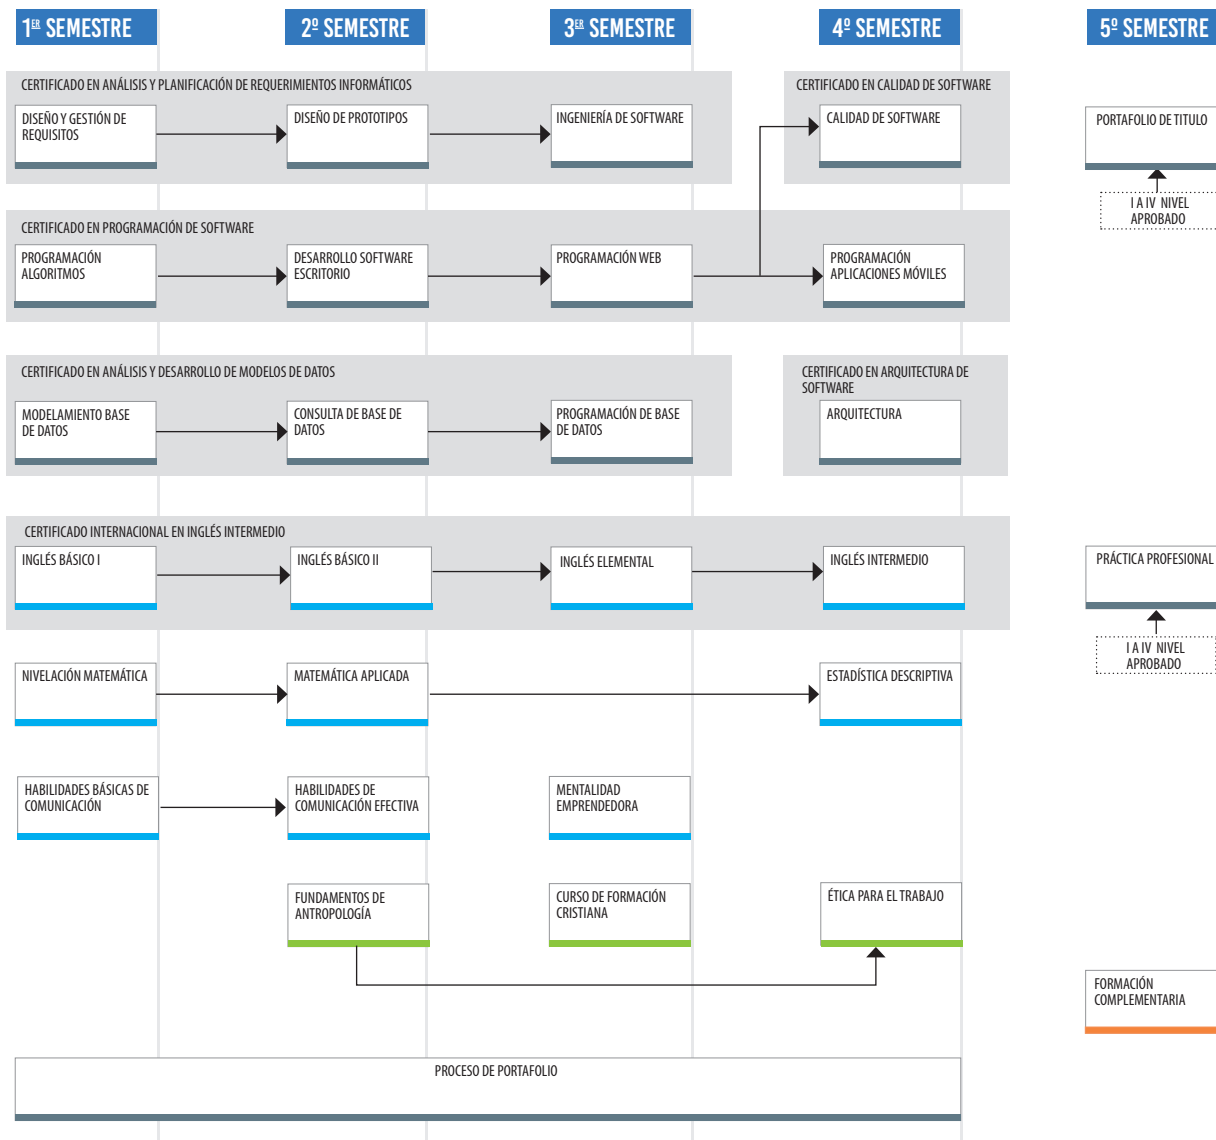 1ER SEMESTRE
2º SEMESTRE
3ER SEMESTRE
4º SEMESTRE
5º SEMESTRE
CERTIFICADO EN ANÁLISIS Y PLANIFICACIÓN DE REQUERIMIENTOS INFORMÁTICOS
CERTIFICADO EN CALIDAD DE SOFTWARE
DISEÑO Y GESTIÓN DE
REQUISITOS
DISEÑO DE PROTOTIPOS
INGENIERÍA DE SOFTWARE
CALIDAD DE SOFTWARE
PORTAFOLIO DE TITULO
I A IV NIVEL
APROBADO
CERTIFICADO EN PROGRAMACIÓN DE SOFTWARE
PROGRAMACIÓN
ALGORITMOS
DESARROLLO SOFTWARE
ESCRITORIO
PROGRAMACIÓN WEB
PROGRAMACIÓN
APLICACIONES MÓVILES
CERTIFICADO EN ANÁLISIS Y DESARROLLO DE MODELOS DE DATOS
CERTIFICADO EN ARQUITECTURA DE
SOFTWARE
MODELAMIENTO BASE
DE DATOS
CONSULTA DE BASE DE
DATOS
PROGRAMACIÓN DE BASE
DE DATOS
ARQUITECTURA
CERTIFICADO INTERNACIONAL EN INGLÉS INTERMEDIO
INGLÉS BÁSICO I
INGLÉS BÁSICO II
INGLÉS ELEMENTAL
INGLÉS INTERMEDIO
PRÁCTICA PROFESIONAL
I A IV NIVEL
APROBADO
NIVELACIÓN MATEMÁTICA
MATEMÁTICA APLICADA
ESTADÍSTICA DESCRIPTIVA
HABILIDADES BÁSICAS DE
COMUNICACIÓN
HABILIDADES DE
COMUNICACIÓN EFECTIVA
MENTALIDAD
EMPRENDEDORA
FUNDAMENTOS DE
ANTROPOLOGÍA
CURSO DE FORMACIÓN
CRISTIANA
ÉTICA PARA EL TRABAJO
FORMACIÓN
COMPLEMENTARIA
PROCESO DE PORTAFOLIO